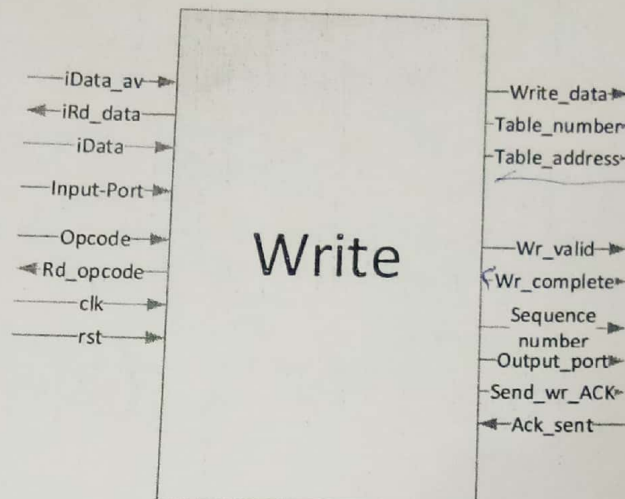 iData_av
iRd_data
iData
Input-Port
Opcode
Rd_opcode
clk
rst
Write
Write_data
Table_number
Table_address
Wr_valid
Wr_complete
Sequence
number
Output_port
Send_wr_ACK
Ack_sent